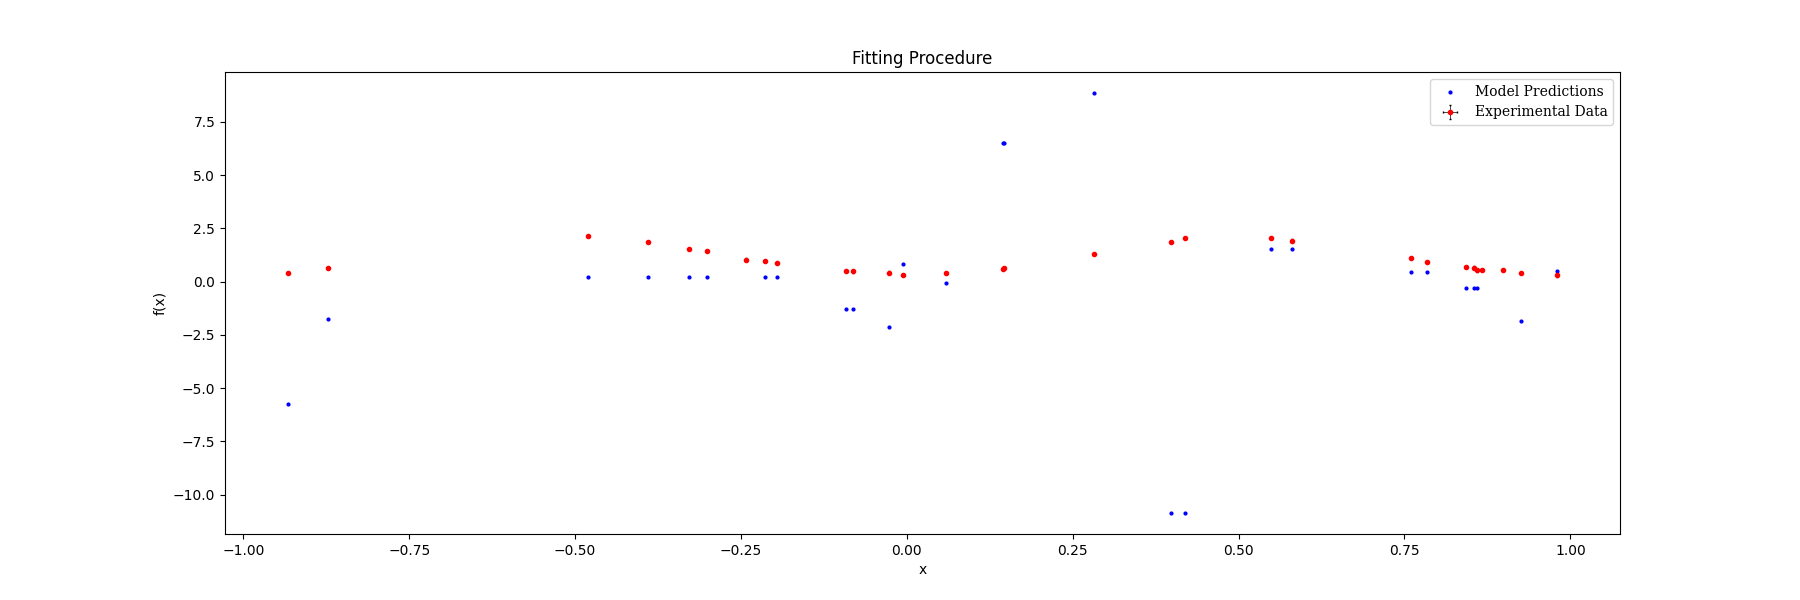 Fitting Procedure
Model Predictions
Experimental Data
7.5
5.0
2.5
0.0
−2.5
−5.0
−7.5
−10.0
f(x)
−1.00 −0.75 −0.50 −0.25 0.00 0.25 0.50 0.75 1.00
x